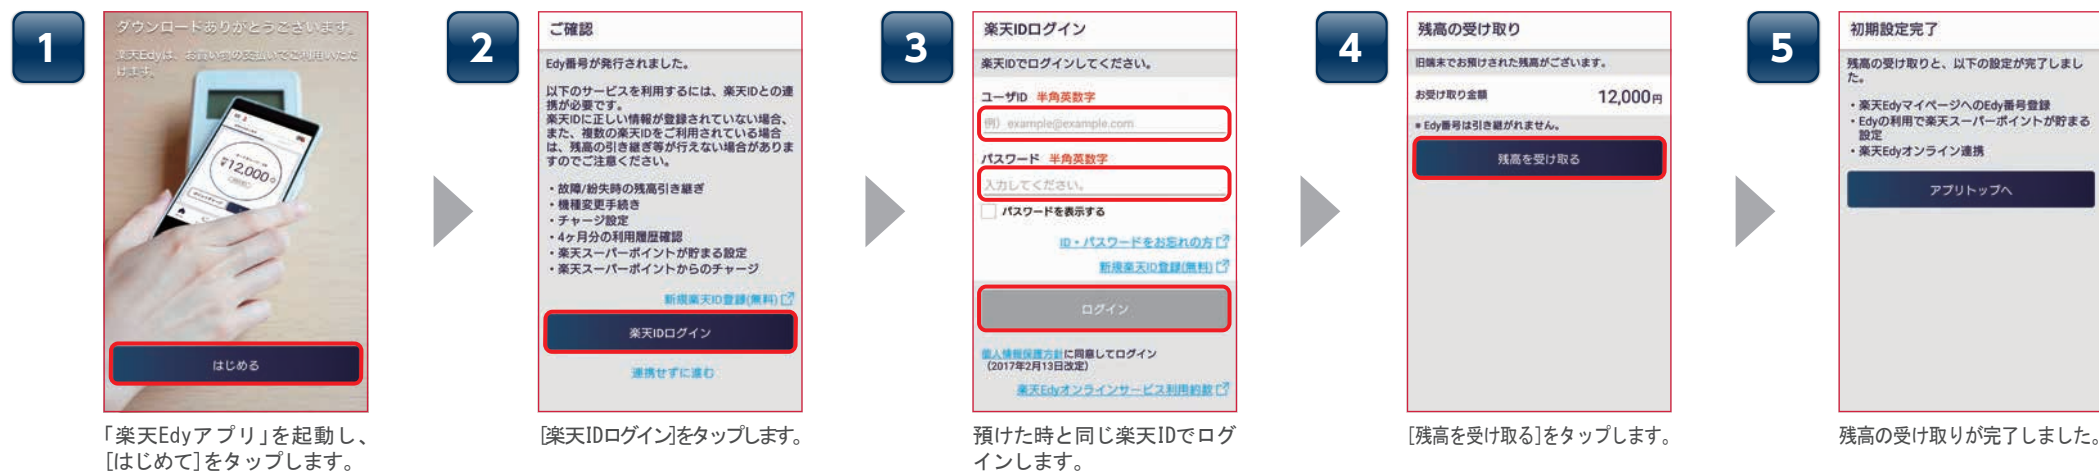 1
ダウンロードありがとうございます。
楽天Edyは、お買い物の支払いでご利用いただ
けます。
¥12,000
はじめる
「楽天Edyアプリ」を起動し、
[はじめて]をタップします。
2
ご確認
Edy番号が発行されました。
以下のサービスを利用するには、楽天IDとの連
携が必要です。
楽天IDに正しい情報が登録されていない場合、
また、複数の楽天IDをご利用されている場合
は、残高の引き継ぎ等が行えない場合がありま
すのでご注意ください。
・故障/紛失時の残高引き継ぎ
・機種変更手続き
・チャージ設定
・4ヶ月分の利用履歴確認
・楽天スーパーポイントが貯まる設定
・楽天スーパーポイントからのチャージ
新規楽天ID登録(無料)
楽天IDログイン
連携せずに進む
[楽天IDログイン]をタップします。
3
楽天IDログイン
楽天IDでログインしてください。
ユーザID 半角英数字
例）example@example.com
パスワード 半角英数字
入力してください。
パスワードを表示する
ID・パスワードをお忘れの方
新規楽天ID登録(無料)
ログイン
個人情報保護方針に同意してログイン
（2017年2月13日改定）
楽天Edyオンラインサービス利用約款
預けた時と同じ楽天IDでログ
インします。
4
残高の受け取り
旧端末でお預けされた残高がございます。
お受け取り金額 12,000円
※ Edy番号は引き継がれません。
残高を受け取る
[残高を受け取る]をタップします。
5
初期設定完了
残高の受け取りと、以下の設定が完了しまし
た。
・楽天EdyマイページへのEdy番号登録
・Edyの利用で楽天スーパーポイントが貯まる
設定
・楽天Edyオンライン連携
アプリトップへ
残高の受け取りが完了しました。